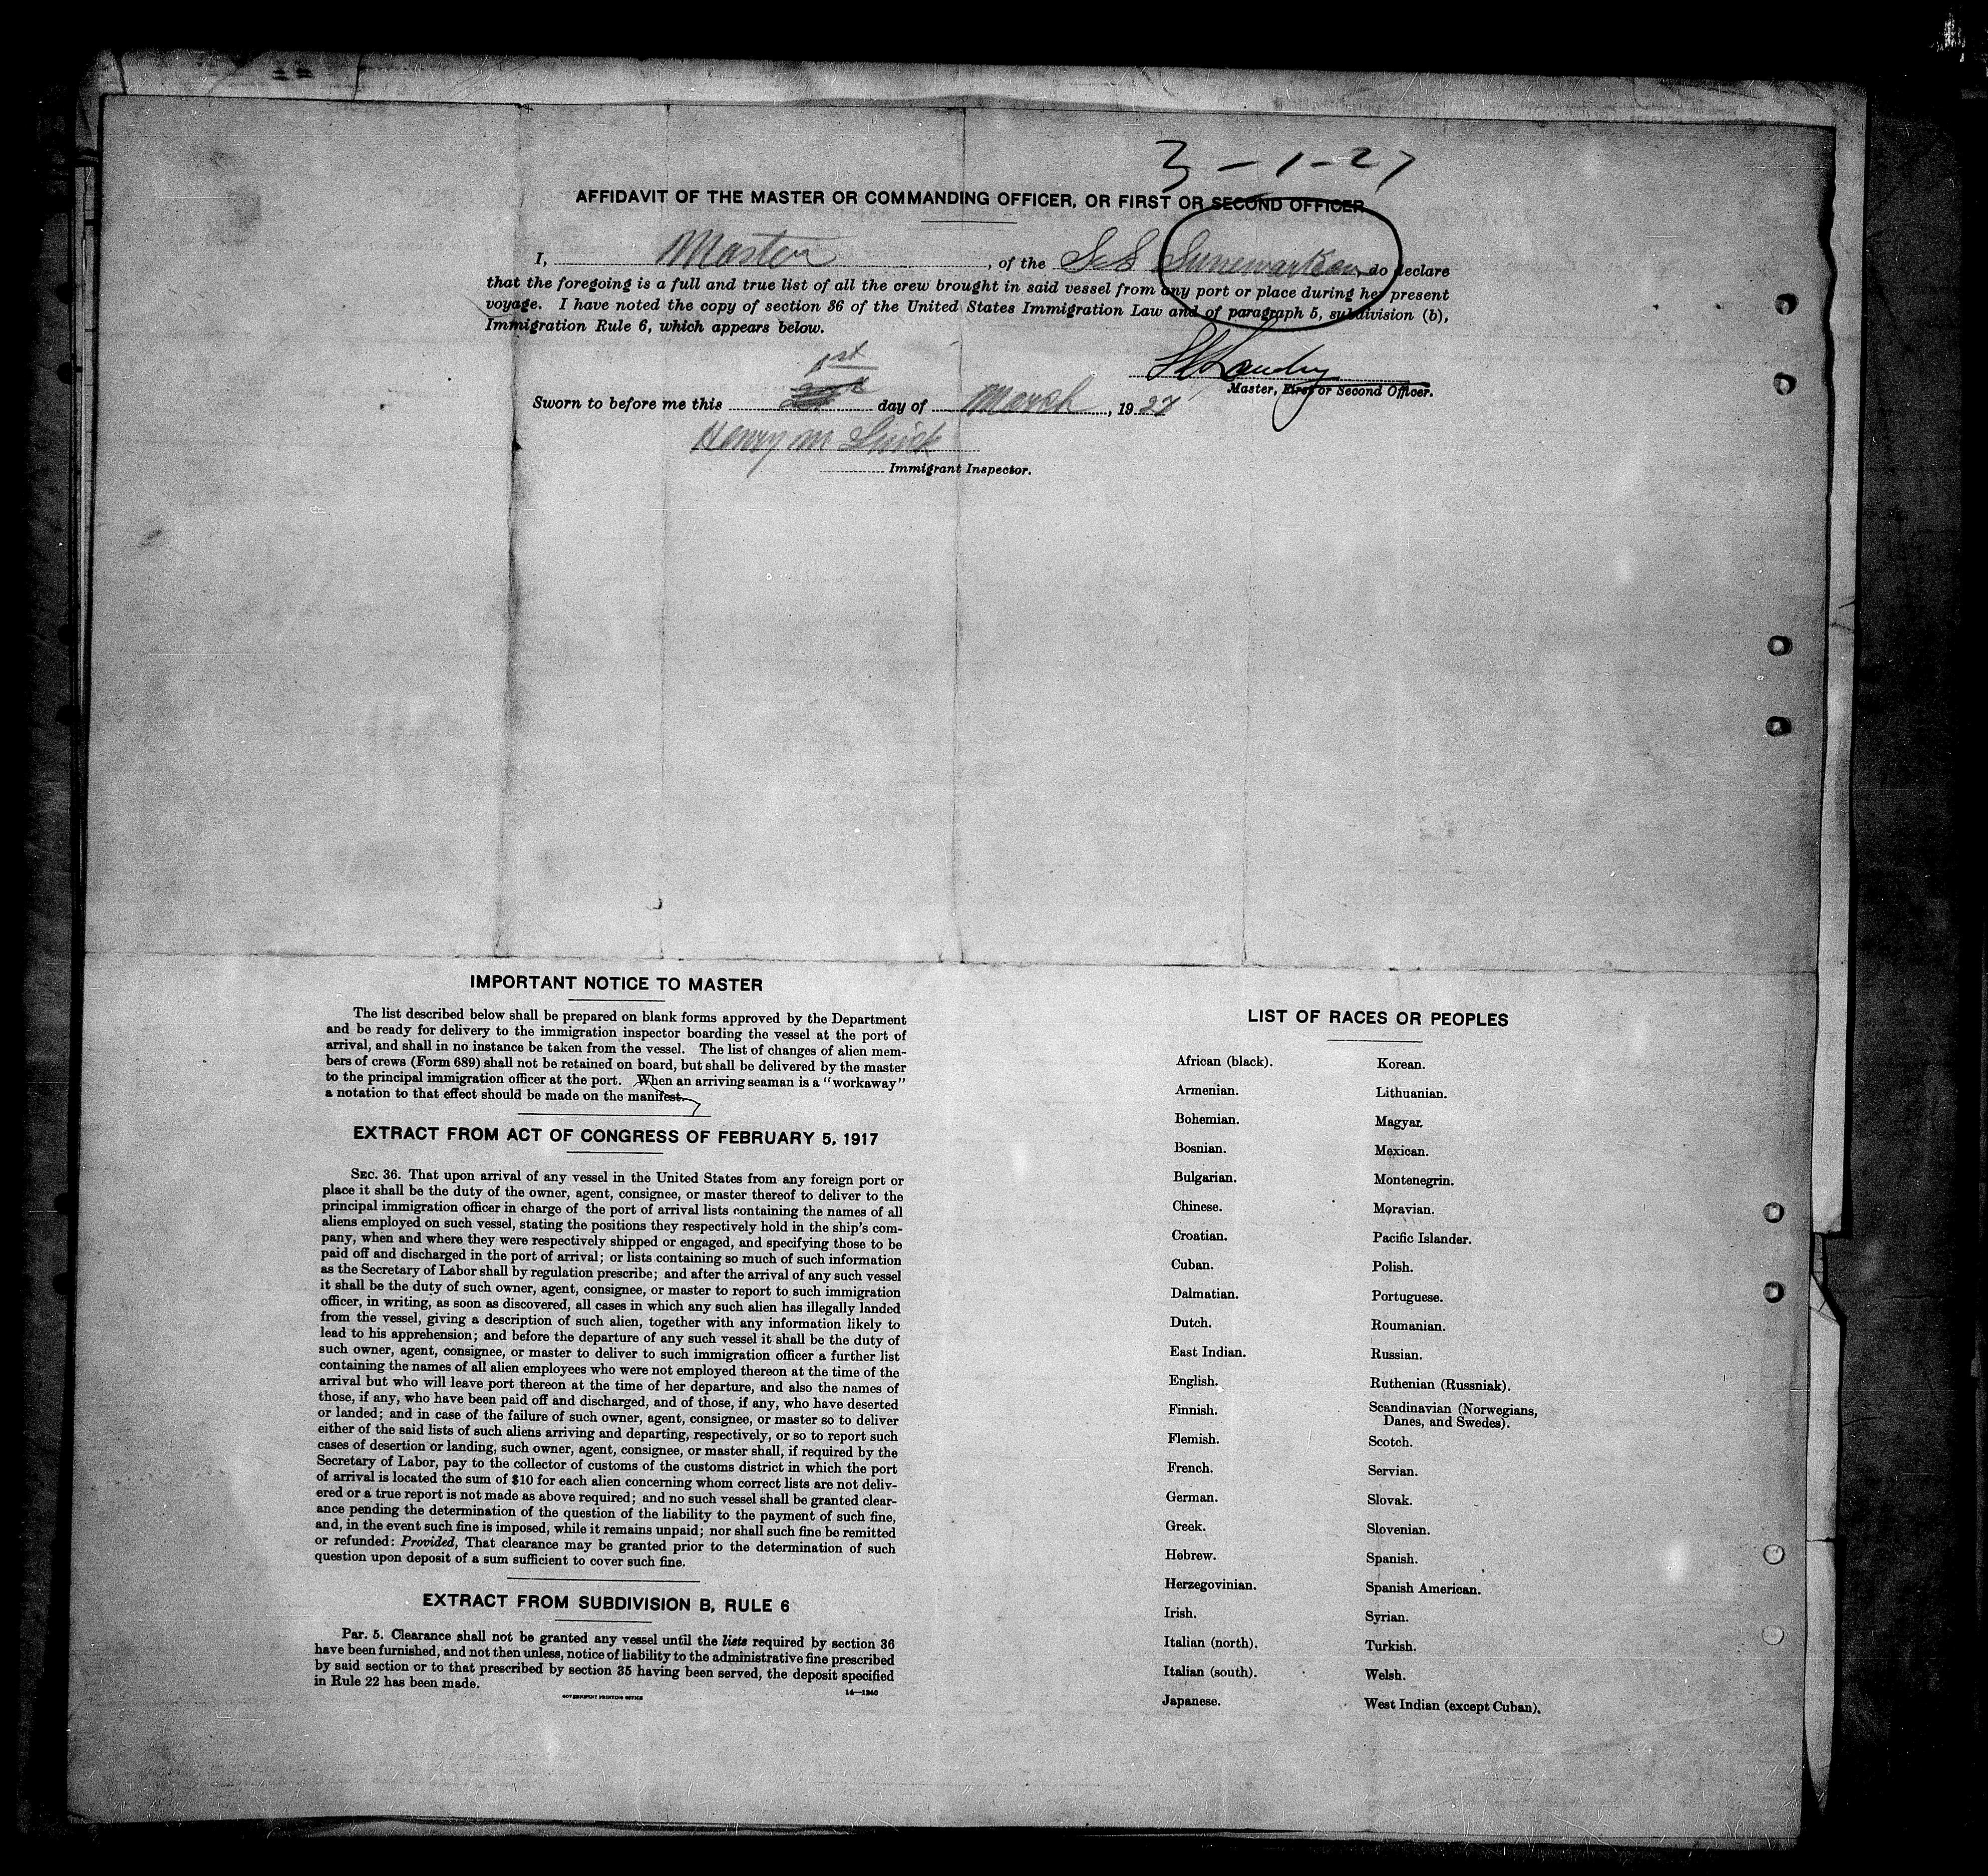 3-1-27
AFFIDAVIT OF THE MASTER OR COMMANDING OFFICER, OR FIRST OR SECOND OFFICER
I, Master, of the SS do declare
that the foregoing is a full and true list of all the crew brought in said vessel from any port or place during her present
voyage. I have noted the copy of section 36 of the United States Immigration Law and of paragraph 5, subdivision (b),
Immigration Rule 6, which appears below.
1st
Master, First or Second Officer.
Sworn to before me this day of March, 1927
Henry M
Immigrant Inspector.
IMPORTANT NOTICE TO MASTER
The list described below shall be prepared on blank forms approved by the Department
and be ready for delivery to the immigration inspector boarding the vessel at the port of
arrival, and shall in no instance be taken from the vessel. The list of changes of alien mem-
bers of crews (Form 689) shall not be retained on board, but shall be delivered by the master
to the principal immigration officer at the port. When an arriving seaman is a "workaway"
a notation to that effect should be made on the manifest.
EXTRACT FROM ACT OF CONGRESS OF FEBRUARY 5, 1917
SEC. 36. That upon arrival of any vessel in the United States from any foreign port or
place it shall be the duty of the owner, agent, consignee, or master thereof to deliver to the
principal immigration officer in charge of the port of arrival lists containing the names of all
aliens employed on such vessel, stating the positions they respectively hold in the ship's com-
pany, when and where they were respectively shipped or engaged, and specifying those to be
paid off and discharged in the port of arrival; or lists containing so much of such information
as the Secretary of Labor shall by regulation prescribe; and after the arrival of any such vessel
it shall be the duty of such owner, agent, consignee, or master to report to such immigration
officer, in writing, as soon as discovered, all cases in which any such alien has illegally landed
from the vessel, giving a description of such alien, together with any information likely to
lead to his apprehension; and before the departure of any such vessel it shall be the duty of
such owner, agent, consignee, or master to deliver to such immigration officer a further list
containing the names of all alien employees who were not employed thereon at the time of the
arrival but who will leave port thereon at the time of her departure, and also the names of
those, if any, who have been paid off and discharged, and of those, if any, who have deserted
or landed; and in case of the failure of such owner, agent, consignee, or master so to deliver
either of the said lists of such aliens arriving and departing, respectively, or so to report such
cases of desertion or landing, such owner, agent, consignee, or master shall, if required by the
Secretary of Labor, pay to the collector of customs of the customs district in which the port
of arrival is located the sum of $10 for each alien concerning whom correct lists are not deliv-
ered or a true report is not made as above required; and no such vessel shall be granted clear-
ance pending the determination of the question of the liability to the payment of such fine,
and, in the event such fine is imposed, while it remains unpaid; nor shall such fine be remitted
or refunded: Provided, That clearance may be granted prior to the determination of such
question upon deposit of a sum sufficient to cover such fine.
EXTRACT FROM SUBDIVISION B, RULE 6
Par. 5. Clearance shall not be granted any vessel until the lists required by section 36
have been furnished, and not then unless, notice of liability to the administrative fine prescribed
by said section or to that prescribed by section 35 having been served, the deposit specified
in Rule 22 has been made.
GOVERNMENT PRINTING OFFICE 14—1240
LIST OF RACES OR PEOPLES
African (black).
Armenian.
Bohemian.
Bosnian.
Bulgarian.
Chinese.
Croatian.
Cuban.
Dalmatian.
Dutch.
East Indian.
English.
Finnish.
Flemish.
French.
German.
Greek.
Hebrew.
Herzegovinian.
Irish.
Italian (north).
Italian (south).
Japanese.
Korean.
Lithuanian.
Magyar.
Mexican.
Montenegrin.
Moravian.
Pacific Islander.
Polish.
Portuguese.
Roumanian.
Russian.
Ruthenian (Russniak).
Scandinavian (Norwegians,
Danes, and Swedes).
Scotch.
Servian.
Slovak.
Slovenian.
Spanish.
Spanish American.
Syrian.
Turkish.
Welsh.
West Indian (except Cuban).